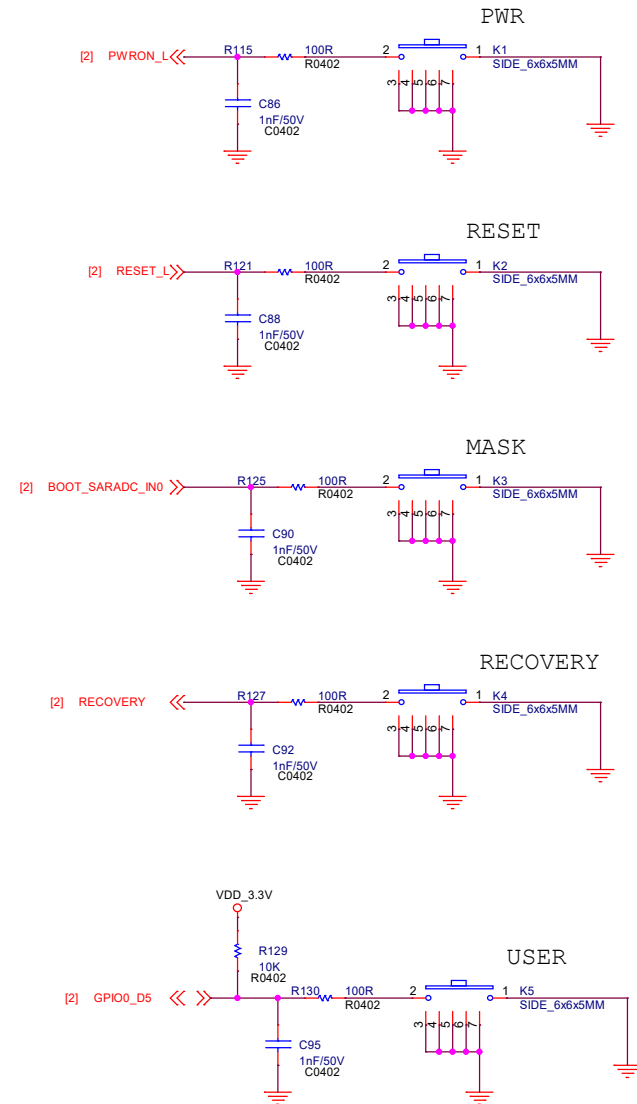 PWR
[2] PWRON_L R115 100R 2 1 K1
R0402 SIDE_6x6x5MM
3 4 5 6 7
C86
1nF/50V
C0402
RESET
[2] RESET_L R121 100R 2 1 K2
R0402 SIDE_6x6x5MM
3 4 5 6 7
C88
1nF/50V
C0402
MASK
[2] BOOT_SARADC_IN0 R125 100R 2 1 K3
R0402 SIDE_6x6x5MM
3 4 5 6 7
C90
1nF/50V
C0402
RECOVERY
[2] RECOVERY R127 100R 2 1 K4
R0402 SIDE_6x6x5MM
3 4 5 6 7
C92
1nF/50V
C0402
VDD_3.3V
R129
10K
R0402
USER
[2] GPIO0_D5 R130 100R 2 1 K5
R0402 SIDE_6x6x5MM
3 4 5 6 7
C95
1nF/50V
C0402